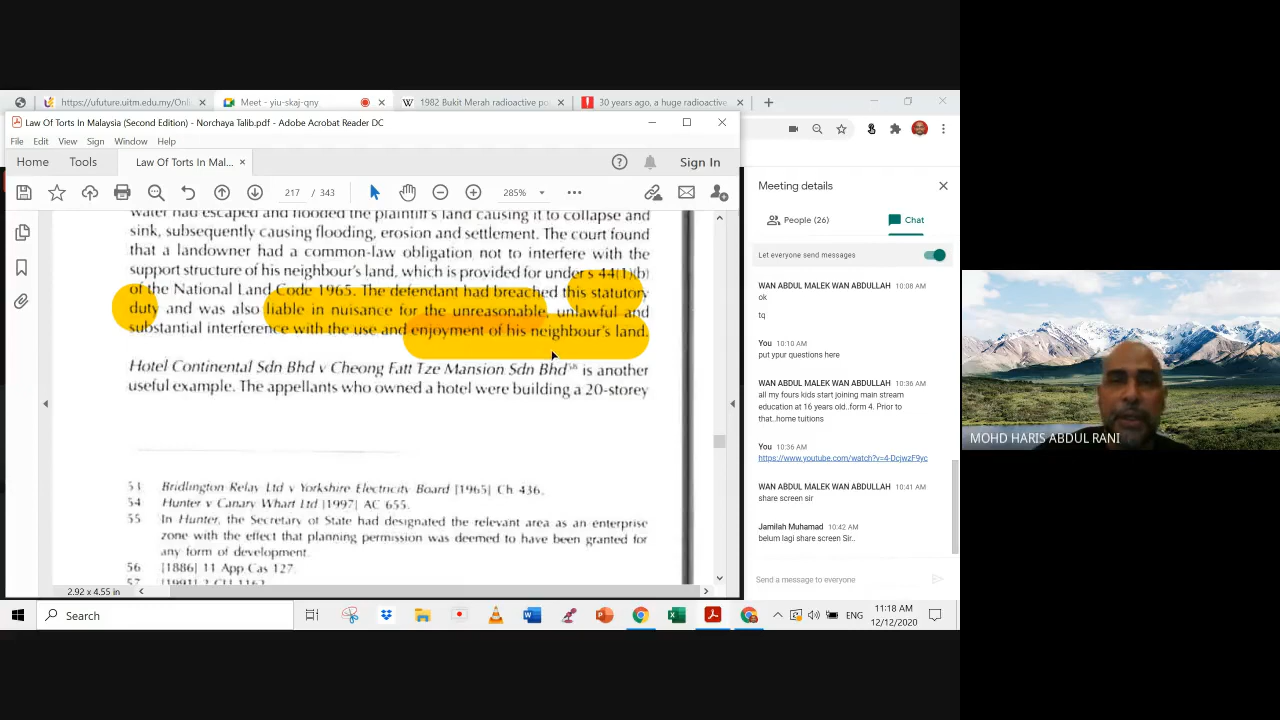 https://ufuture.uitm.edu.my/Onli
Meet - yiu-skaj-qny
1982 Bukit Merah radioactive po
30 years ago, a huge radioactive
Law Of Torts In Malaysia (Second Edition) - Norchaya Talib.pdf - Adobe Acrobat Reader DC
File Edit View Sign Window Help
Home Tools Law Of Torts In Mal... Sign In
217 / 343 285%
water had escaped and flooded the plaintiff's land causing it to collapse and
sink, subsequently causing flooding, erosion and settlement. The court found
that a landowner had a common-law obligation not to interfere with the
support structure of his neighbour's land, which is provided for under s 44(1)(b)
of the National Land Code 1965. The defendant had breached this statutory
duty and was also liable in nuisance for the unreasonable, unlawful and
substantial interference with the use and enjoyment of his neighbour's land.
Hotel Continental Sdn Bhd v Cheong Fatt Tze Mansion Sdn Bhd is another
useful example. The appellants who owned a hotel were building a 20-storey
53 Bridlington Relay Ltd v Yorkshire Electricity Board [1965] Ch 436.
54 Hunter v Canary Wharf Ltd [1997] AC 655.
55 In Hunter, the Secretary of State had designated the relevant area as an enterprise
zone with the effect that planning permission was deemed to have been granted for
any form of development.
56 [1886] 11 App Cas 127.
57
2.92 x 4.55 in
Meeting details
People (26) Chat
Let everyone send messages
WAN ABDUL MALEK WAN ABDULLAH 10:08 AM
ok
tq
You 10:10 AM
put ypur questions here
WAN ABDUL MALEK WAN ABDULLAH 10:36 AM
all my fours kids start joining main stream
education at 16 years old..form 4. Prior to
that..home tuitions
You 10:36 AM
https://www.youtube.com/watch?v=4-DcjwzF9yc
WAN ABDUL MALEK WAN ABDULLAH 10:41 AM
share screen sir
Jamilah Muhamad 10:42 AM
belum lagi share screen Sir..
Send a message to everyone
MOHD HARIS ABDUL RANI
Search
ENG
11:18 AM
12/12/2020